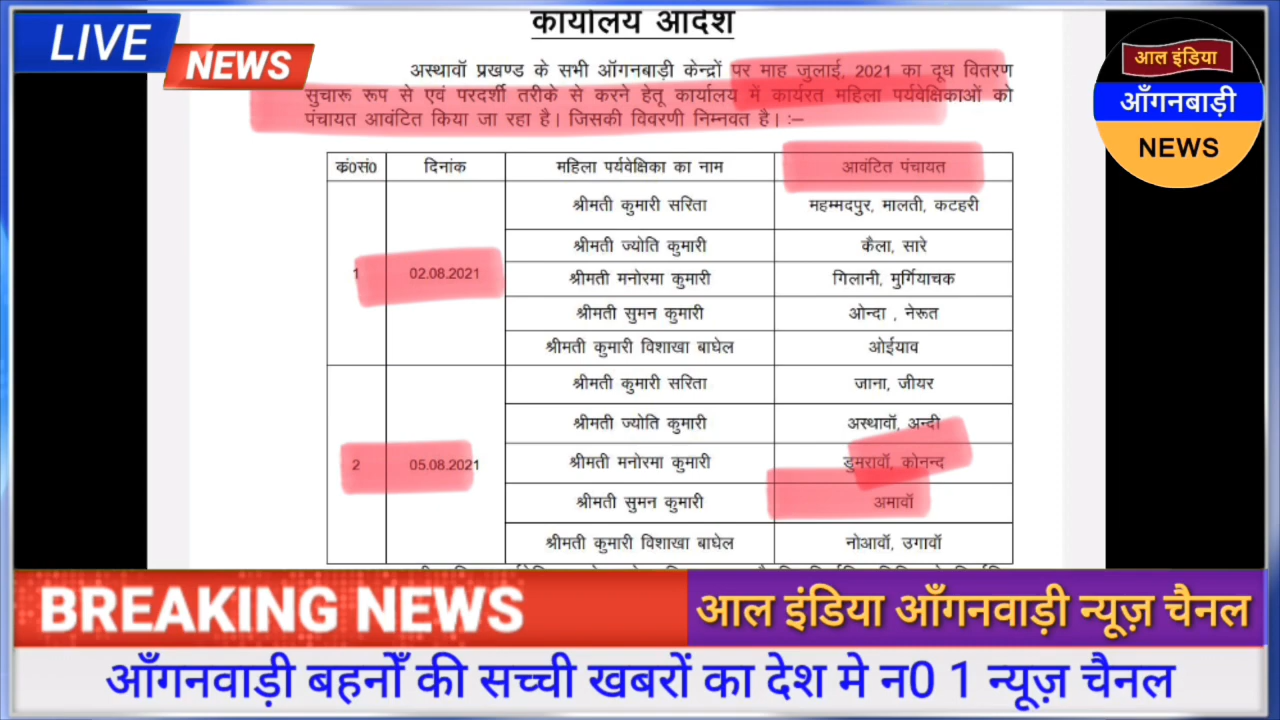 LIVE
NEWS
कार्यालय आदेश
आल इंडिया
आँगनबाड़ी
NEWS
अस्थावॉ प्रखण्ड के सभी ऑगनबाड़ी केन्द्रों पर माह जुलाई, 2021 का दूध वितरण
सुचारू रूप से एवं परदर्शी तरीके से करने हेतू कार्यालय में कार्यरत महिला पर्यवेक्षिकाओं को
पंचायत आवंटित किया जा रहा है। जिसकी विवरणी निम्नवत है। :–
कं0सं0 दिनांक महिला पर्यवेक्षिका का नाम आवंटित पंचायत
श्रीमती कुमारी सरिता महम्मदपुर, मालती, कटहरी
श्रीमती ज्योति कुमारी कैला, सारे
1 02.08.2021 श्रीमती मनोरमा कुमारी गिलानी, मुर्गियाचक
श्रीमती सुमन कुमारी ओन्दा , नेरूत
श्रीमती कुमारी विशाखा बाघेल ओईयाव
श्रीमती कुमारी सरिता जाना, जीयर
श्रीमती ज्योति कुमारी अस्थावॉ, अन्दी
2 05.08.2021 श्रीमती मनोरमा कुमारी डुमरावॉ, कोनन्द
श्रीमती सुमन कुमारी अमावॉ
श्रीमती कुमारी विशाखा बाघेल नोआवॉ, उगावॉ
BREAKING NEWS
आल इंडिया आँगनवाड़ी न्यूज़ चैनल
आँगनवाड़ी बहनोँ की सच्ची खबरों का देश मे न0 1 न्यूज़ चैनल